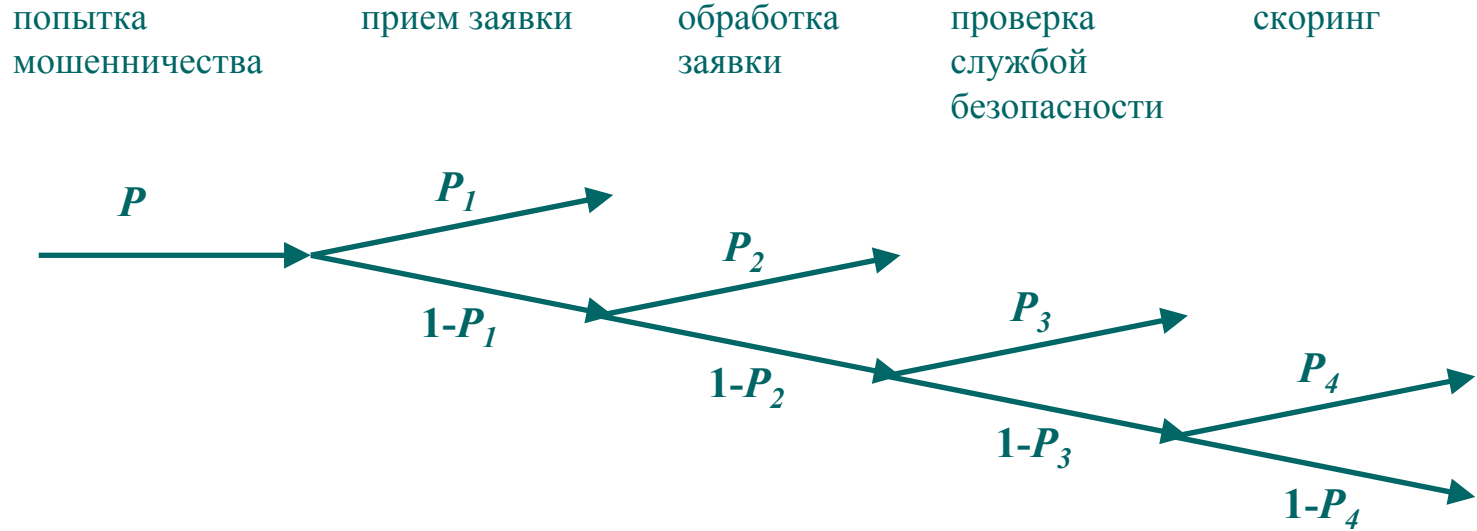 попытка
мошенничества
прием заявки
обработка
заявки
проверка
службой
безопасности
скоринг
P
P1
1-P1
P2
1-P2
P3
1-P3
P4
1-P4